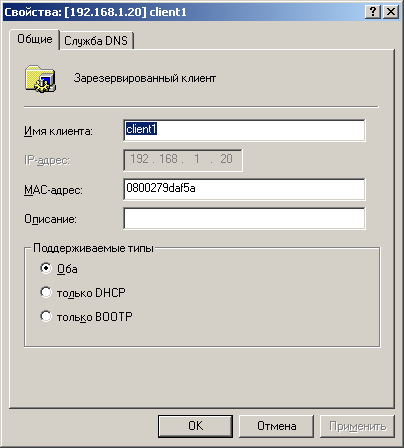 Свойства: [192.168.1.20] client1
Общие
Служба DNS
Зарезервированный клиент
Имя клиента: client1
IP-адрес: 192 . 168 . 1 . 20
MAC-адрес: 0800279daf5a
Описание:
Поддерживаемые типы
Оба
только DHCP
только BOOTP
OK
Отмена
Применить